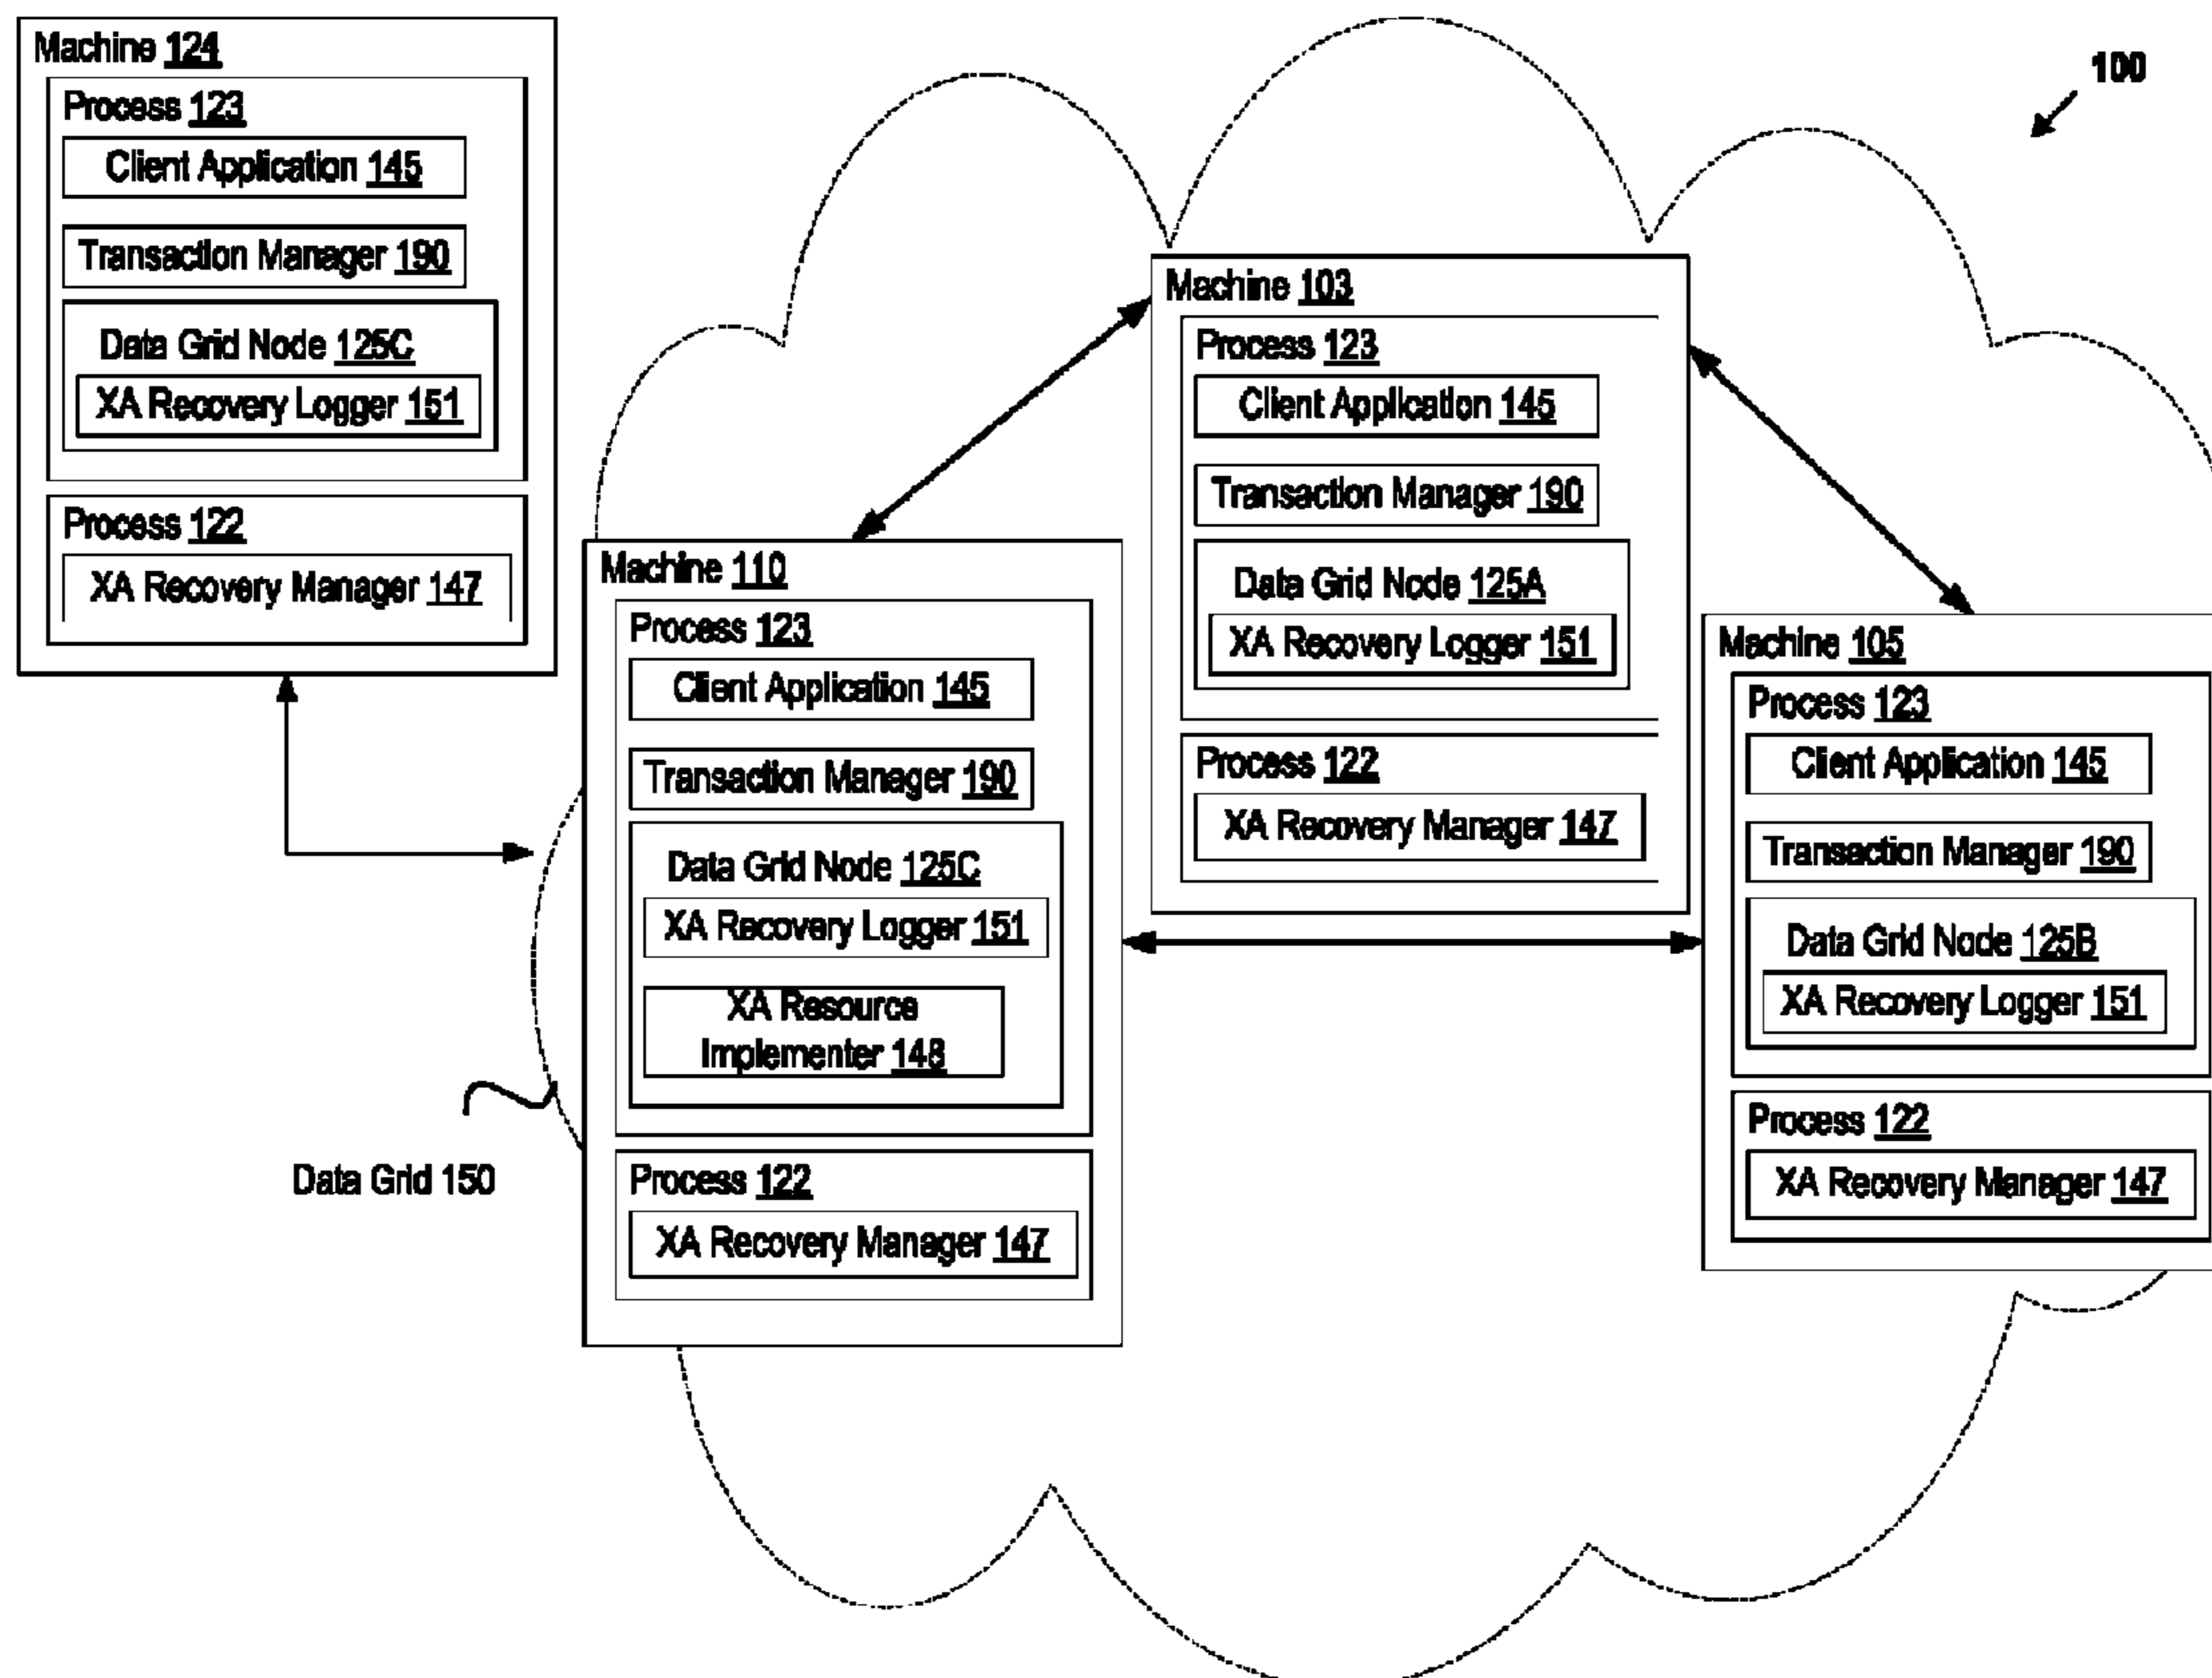 Machine 124
Process 123
Client Application 145
Transaction Manager 190
Data Grid Node 125C
XA Recovery Logger 151
Process 122
XA Recovery Manager 147
100
Machine 103
Process 123
Client Application 145
Transaction Manager 190
Data Grid Node 125A
XA Recovery Logger 151
Process 122
XA Recovery Manager 147
Machine 110
Process 123
Client Application 145
Transaction Manager 190
Data Grid Node 125C
XA Recovery Logger 151
XA Resource
Implementer 148
Process 122
XA Recovery Manager 147
Machine 105
Process 123
Client Application 145
Transaction Manager 190
Data Grid Node 125B
XA Recovery Logger 151
Process 122
XA Recovery Manager 147
Data Grid 150